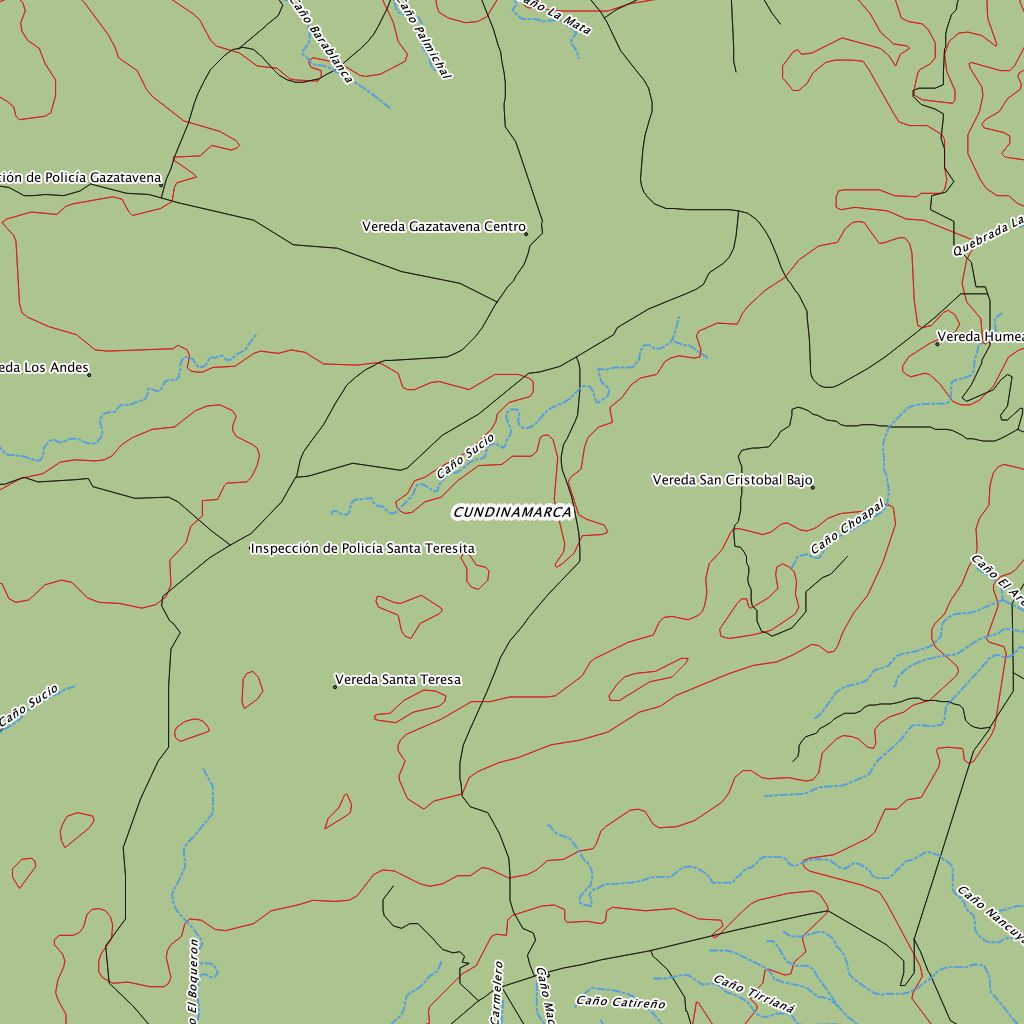 Caño Barablanca
Caño Palmichal
Caño La Mata
ción de Policía Gazatavena
Vereda Gazatavena Centro
Quebrada La
Vereda Humea
eda Los Andes
Caño Sucio
Vereda San Cristobal Bajo
CUNDINAMARCA
Caño Choapal
Inspección de Policía Santa Teresita
Caño El Ar
Vereda Santa Teresa
Caño Sucio
Caño Nancuy
o El Boqueron
Carmelero
Caño Mac
Caño Catireño
Caño Tirrianá